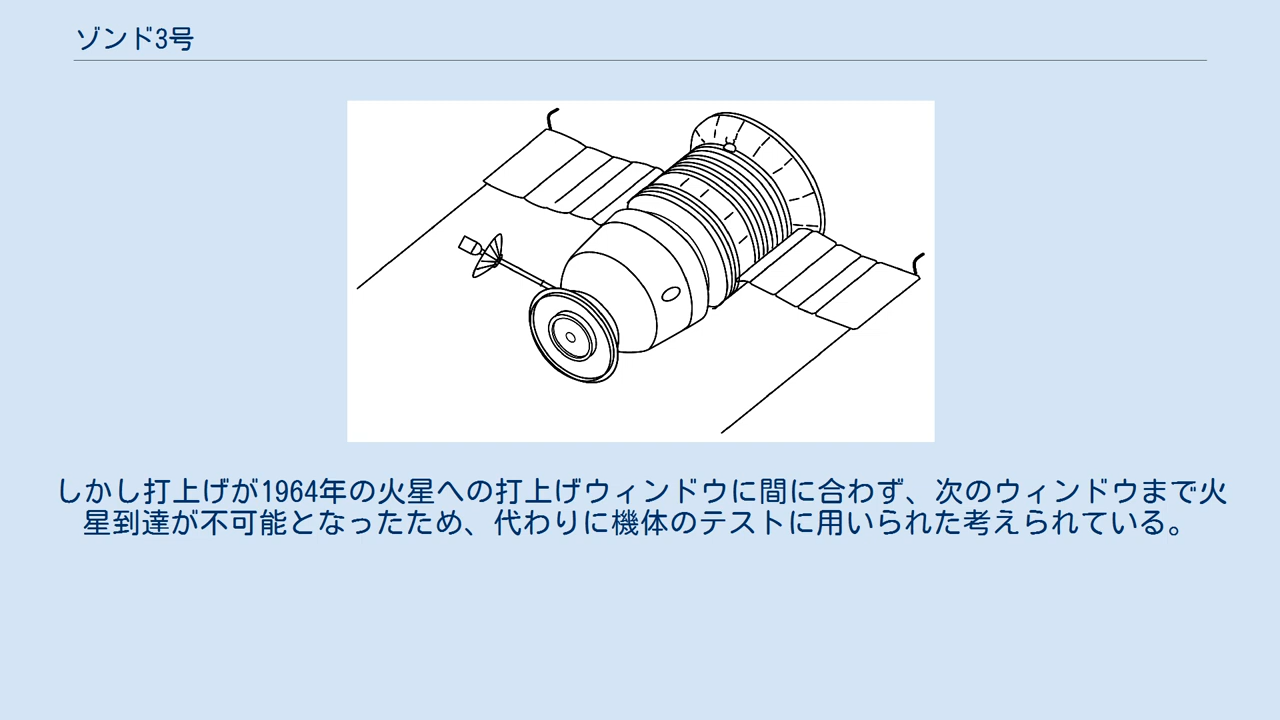 ゾンド3号
しかし打上げが1964年の火星への打上げウィンドウに間に合わず、次のウィンドウまで火
星到達が不可能となったため、代わりに機体のテストに用いられた考えられている。